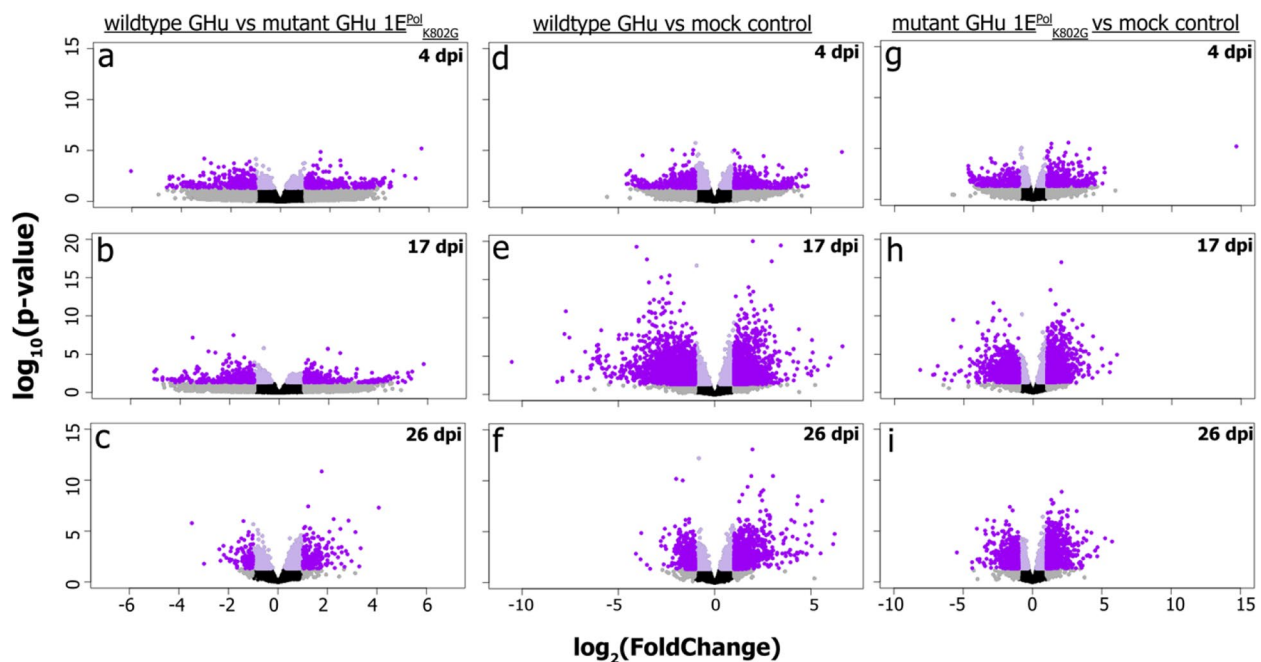 wildtype GHu vs mutant GHu 1E^Pol_K802G
wildtype GHu vs mock control
mutant GHu 1E^Pol_K802G vs mock control
a
4 dpi
d
4 dpi
g
4 dpi
15
10
5
0
b
17 dpi
e
17 dpi
h
17 dpi
20
15
10
5
0
c
26 dpi
f
26 dpi
i
26 dpi
15
10
5
0
-6 -4 -2 0 2 4 6
-10 -5 0 5
-10 -5 0 5 10 15
log₁₀(p-value)
log₂(FoldChange)